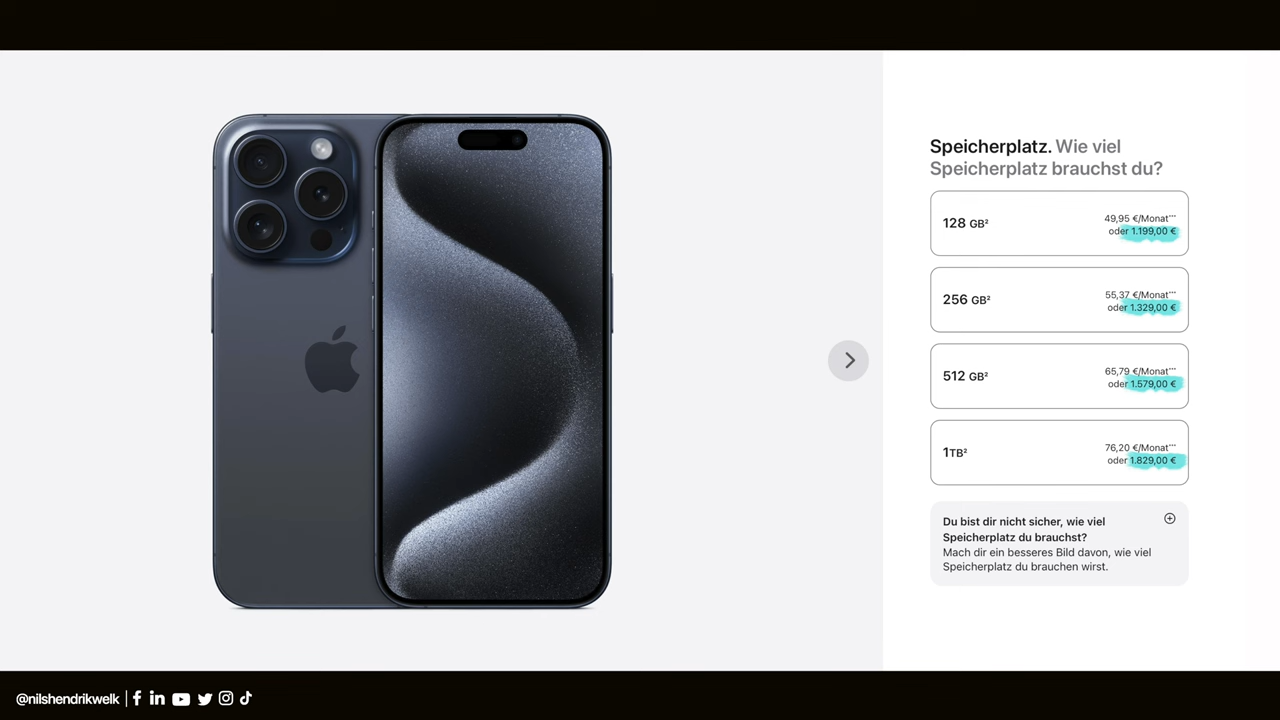 Speicherplatz. Wie viel
Speicherplatz brauchst du?
128 GB²
49,95 €/Monat***
oder 1.199,00 €
256 GB²
55,37 €/Monat***
oder 1.329,00 €
512 GB²
65,79 €/Monat***
oder 1.579,00 €
1TB²
76,20 €/Monat***
oder 1.829,00 €
Du bist dir nicht sicher, wie viel
Speicherplatz du brauchst?
Mach dir ein besseres Bild davon, wie viel
Speicherplatz du brauchen wirst.
@nilshendrikwelk